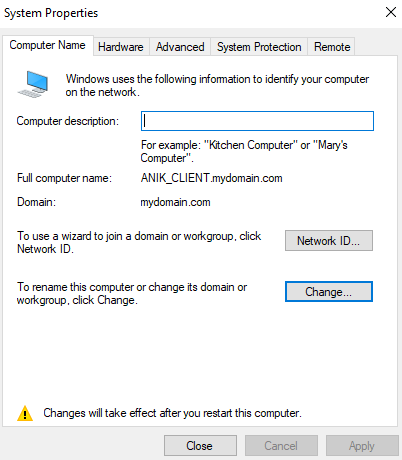 System Properties
Computer Name Hardware Advanced System Protection Remote
Windows uses the following information to identify your computer
on the network.
Computer description:
For example: "Kitchen Computer" or "Mary's
Computer".
Full computer name: ANIK_CLIENT.mydomain.com
Domain: mydomain.com
To use a wizard to join a domain or workgroup, click
Network ID.
Network ID...
To rename this computer or change its domain or
workgroup, click Change.
Change...
Changes will take effect after you restart this computer.
Close Cancel Apply